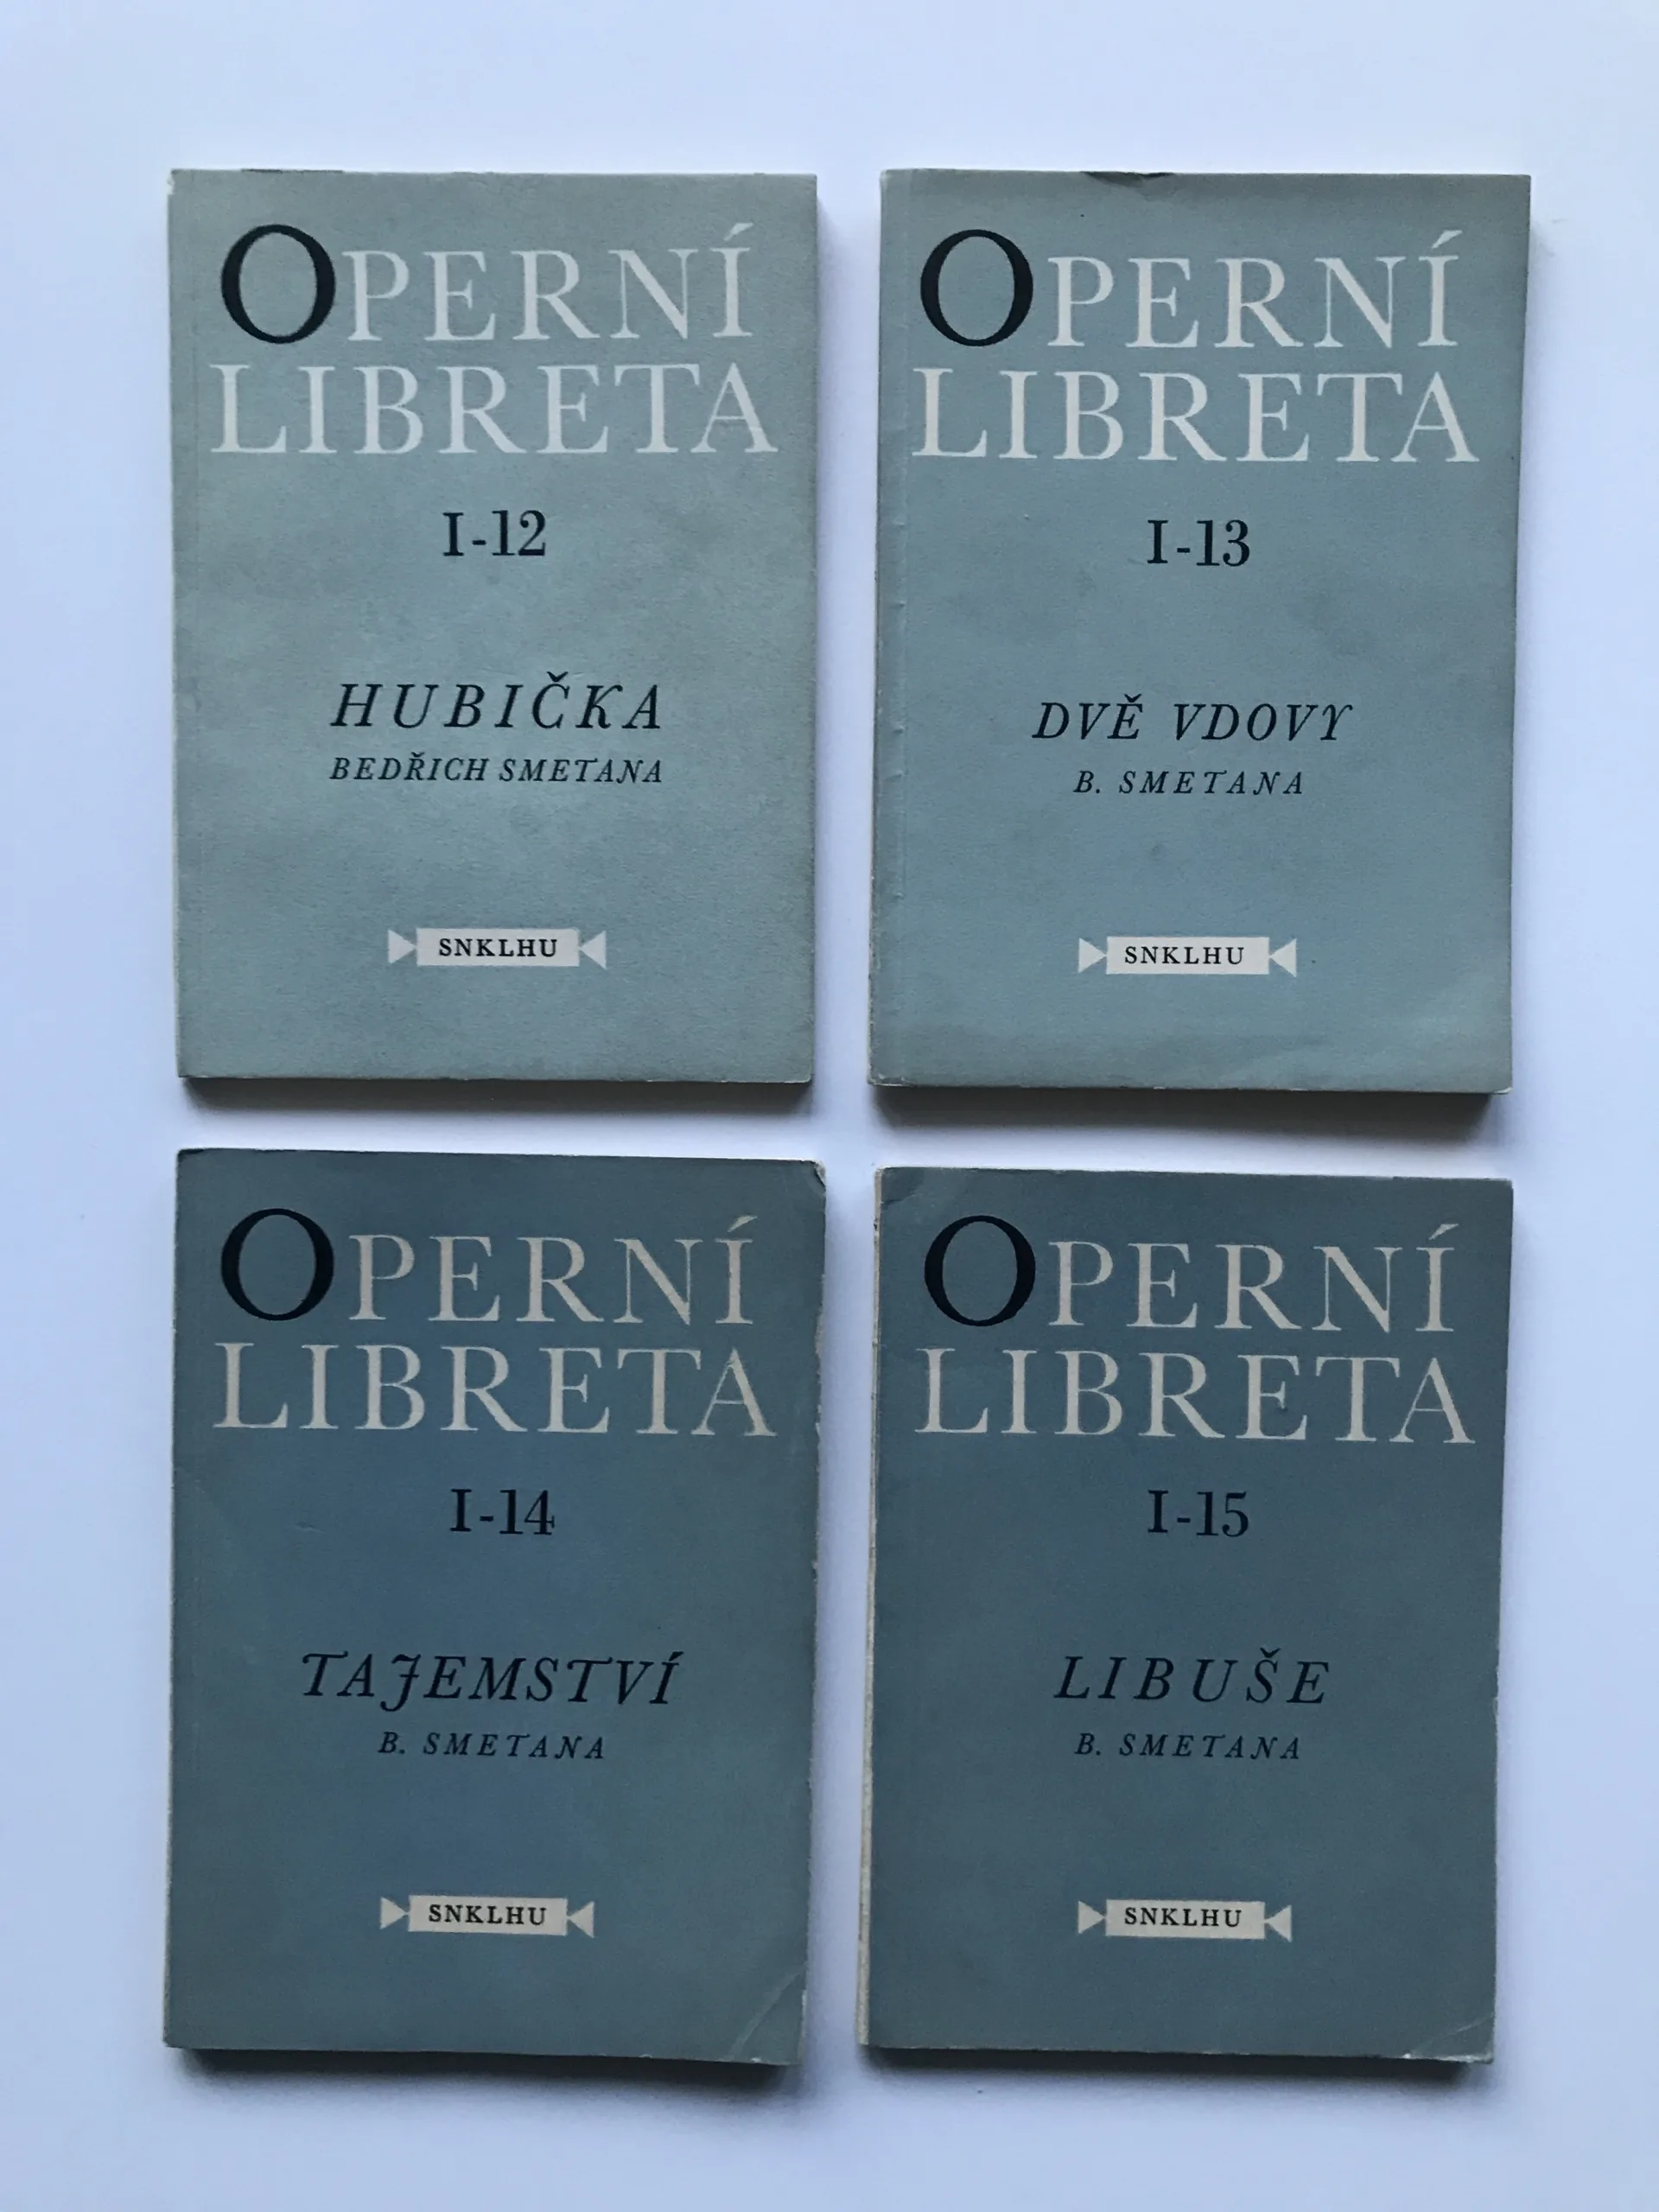 OPERNÍ
LIBRETA
I-12
HUBIČKA
BEDŘICH SMETANA
SNKLHU
OPERNÍ
LIBRETA
I-13
DVĚ VDOVY
B. SMETANA
SNKLHU
OPERNÍ
LIBRETA
I-14
TAJEMSTVÍ
B. SMETANA
SNKLHU
OPERNÍ
LIBRETA
I-15
LIBUŠE
B. SMETANA
SNKLHU